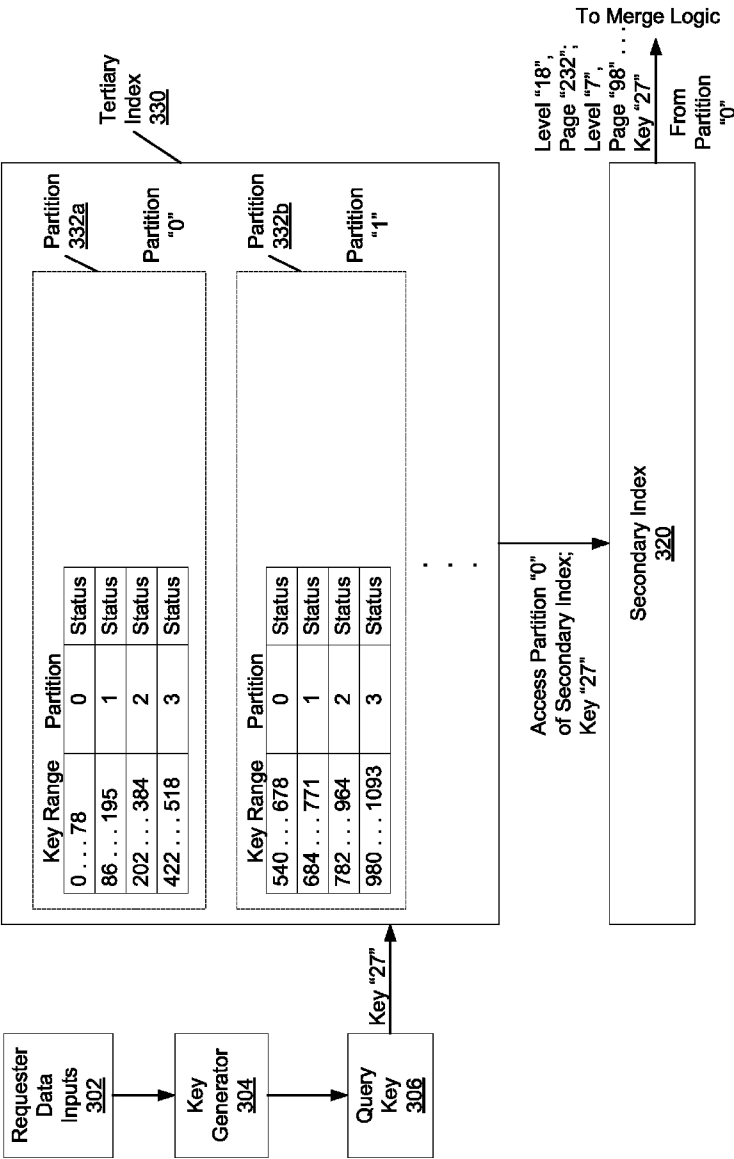 Requester
Data
Inputs
302
Key
Generator
304
Query
Key
306
Key “27”
Tertiary
Index
330
Key Range Partition
0 . . . 78 0 Status
86 . . . 195 1 Status
202 . . . 384 2 Status
422 . . . 518 3 Status
Partition
332a
Partition
“0”
Key Range Partition
540 . . . 678 0 Status
684 . . . 771 1 Status
782 . . . 964 2 Status
980 . . . 1093 3 Status
Partition
332b
Partition
“1”
. . .
Access Partition “0”
of Secondary Index;
Key “27”
Secondary Index
320
Level “18”,
Page “232”;
Level “7”,
Page “98” . . .
Key “27”
From
Partition
“0”
To Merge Logic